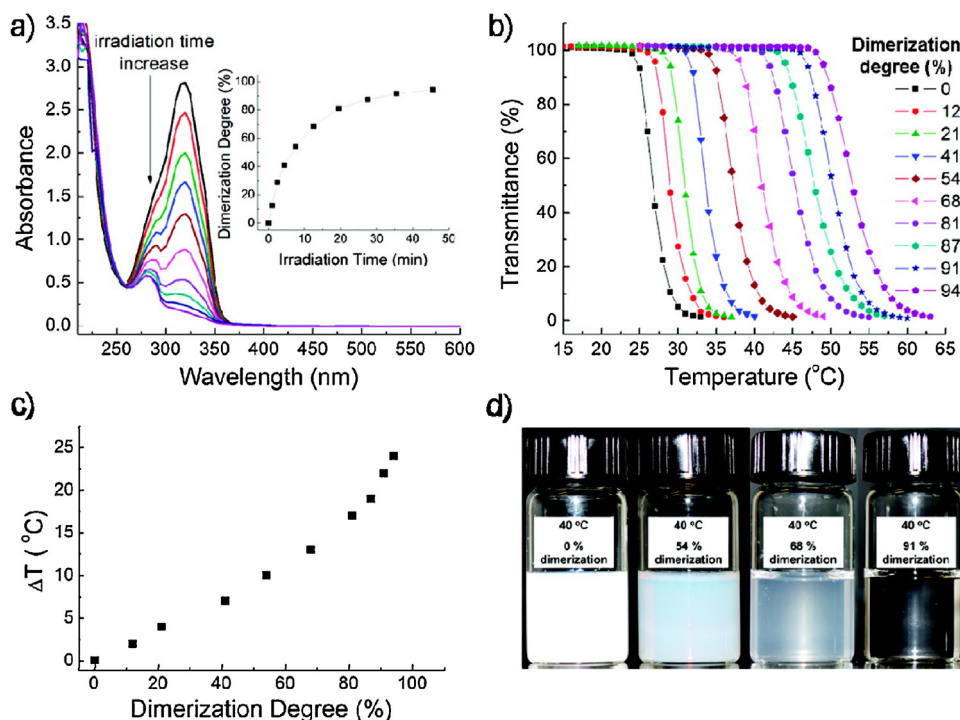 a)
3.0
2.5
2.0
1.5
1.0
0.5
0.0
Absorbance
250 300 350 400 450 500 550 600
Wavelength (nm)
irradiation time
increase
100
80
60
40
20
0
Dimerization Degree (%)
0 10 20 30 40 50
Irradiation Time (min)
b)
100
80
60
40
20
0
Transmittance (%)
15 20 25 30 35 40 45 50 55 60 65
Temperature (°C)
Dimerization
degree (%)
0
12
21
41
54
68
81
87
91
94
c)
25
20
15
10
5
0
ΔT ( °C)
0 20 40 60 80 100
Dimerization Degree (%)
d)
40 °C
0 %
dimerization
40 °C
54 %
dimerization
40 °C
68 %
dimerization
40 °C
91 %
dimerization